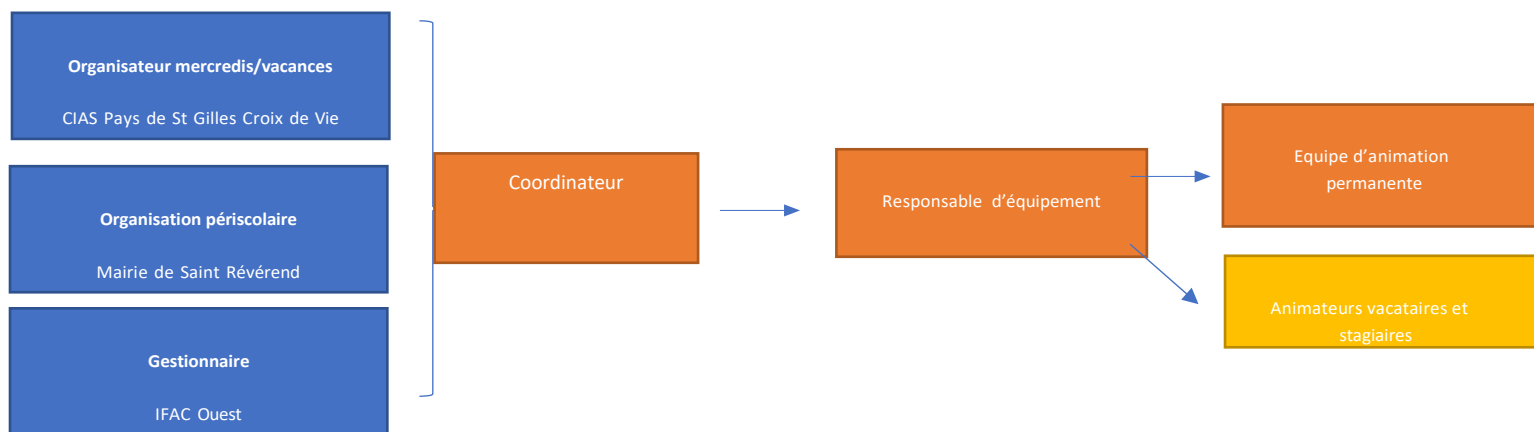 Organisateur mercredis/vacances
CIAS Pays de St Gilles Croix de Vie
Organisation périscolaire
Mairie de Saint Révérend
Gestionnaire
IFAC Ouest
Coordinateur
Responsable d’équipement
Equipe d’animation
permanente
Animateurs vacataires et
stagiaires